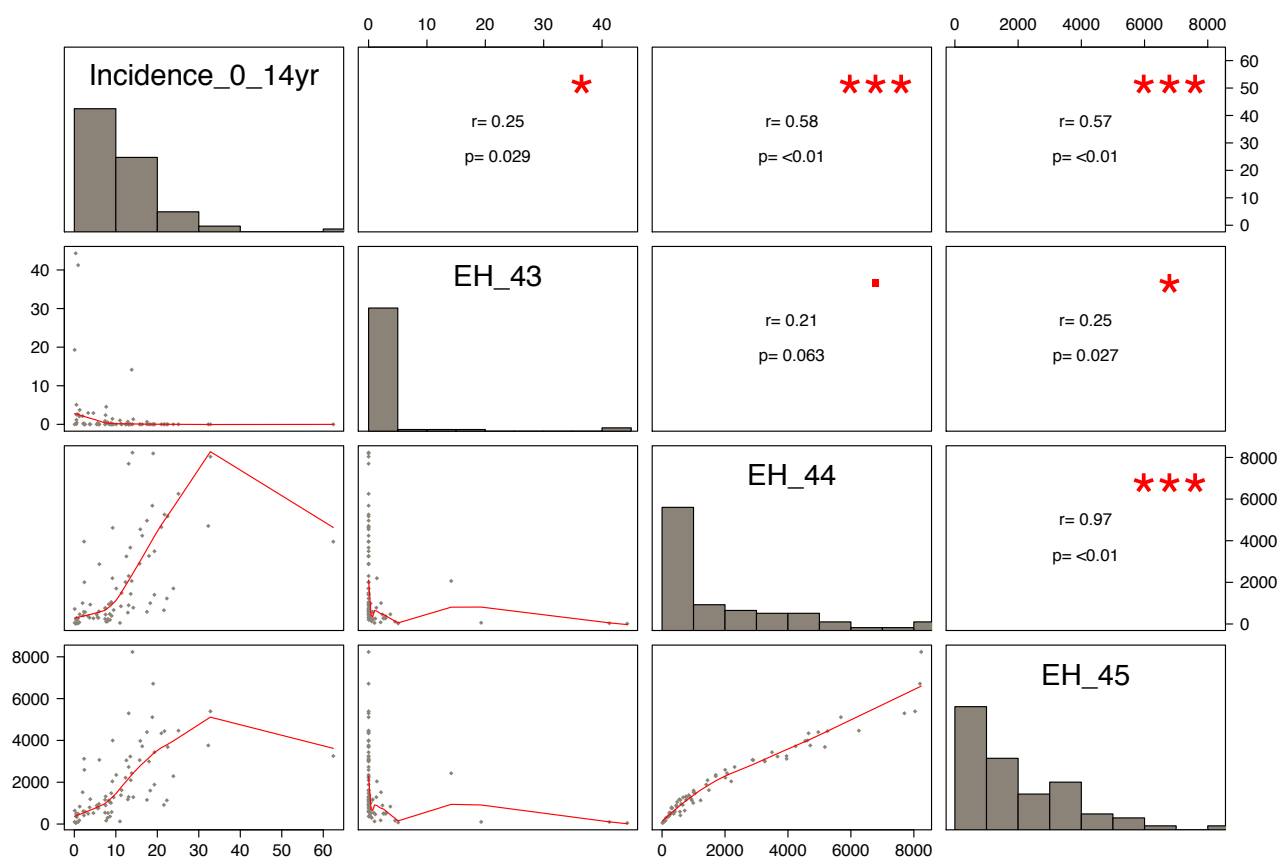 0 10 20 30 40
0 2000 4000 6000 8000
Incidence_0_14yr
*
r= 0.25
p= 0.029
***
r= 0.58
p= <0.01
***
r= 0.57
p= <0.01
60
50
40
30
20
10
0
40
30
20
10
0
EH_43
r= 0.21
p= 0.063
*
r= 0.25
p= 0.027
EH_44
***
r= 0.97
p= <0.01
8000
6000
4000
2000
0
8000
6000
4000
2000
0
EH_45
0 10 20 30 40 50 60
0 2000 4000 6000 8000